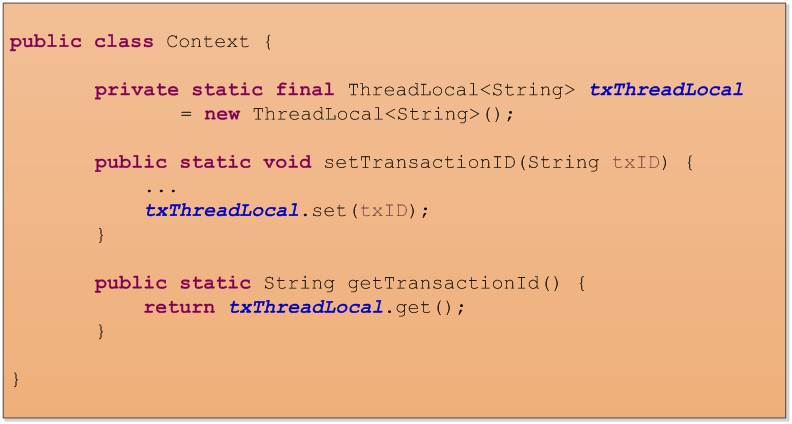 public class Context {
private static final ThreadLocal<String> txThreadLocal
= new ThreadLocal<String>();
public static void setTransactionID(String txID) {
...
txThreadLocal.set(txID);
}
public static String getTransactionId() {
return txThreadLocal.get();
}
}